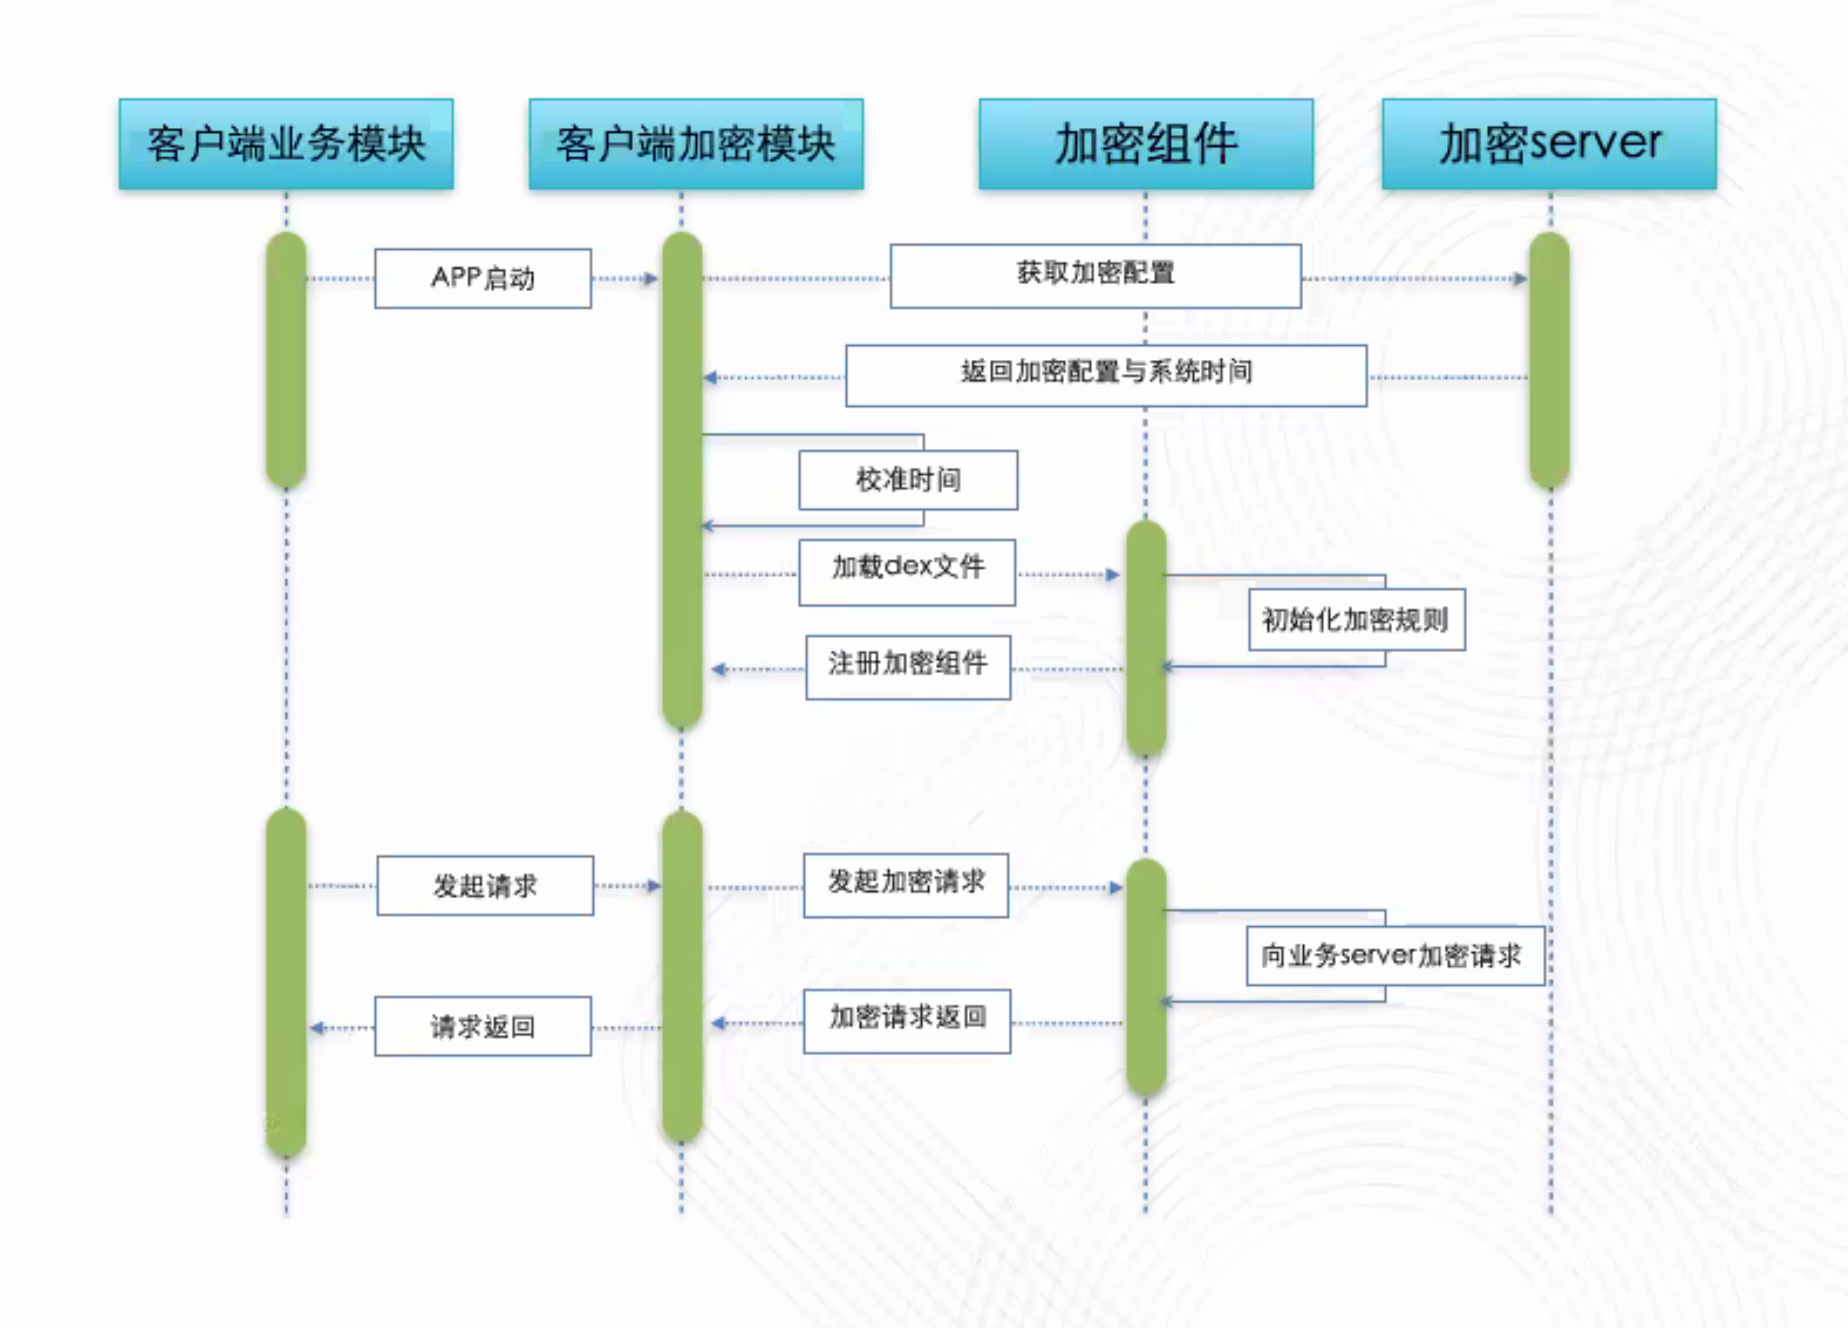 客户端业务模块
客户端加密模块
加密组件
加密server
APP启动
获取加密配置
返回加密配置与系统时间
校准时间
加载dex文件
初始化加密规则
注册加密组件
发起请求
发起加密请求
向业务server加密请求
请求返回
加密请求返回